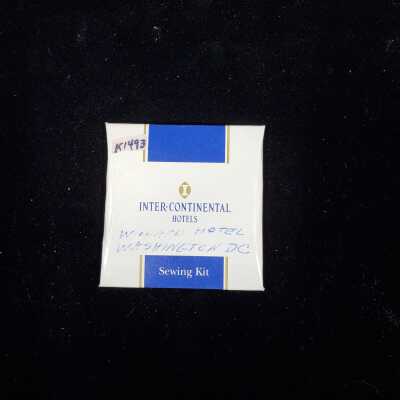 K1493
INTER·CONTINENTAL
HOTELS
WILLARD HOTEL
WASHINGTON DC
Sewing Kit